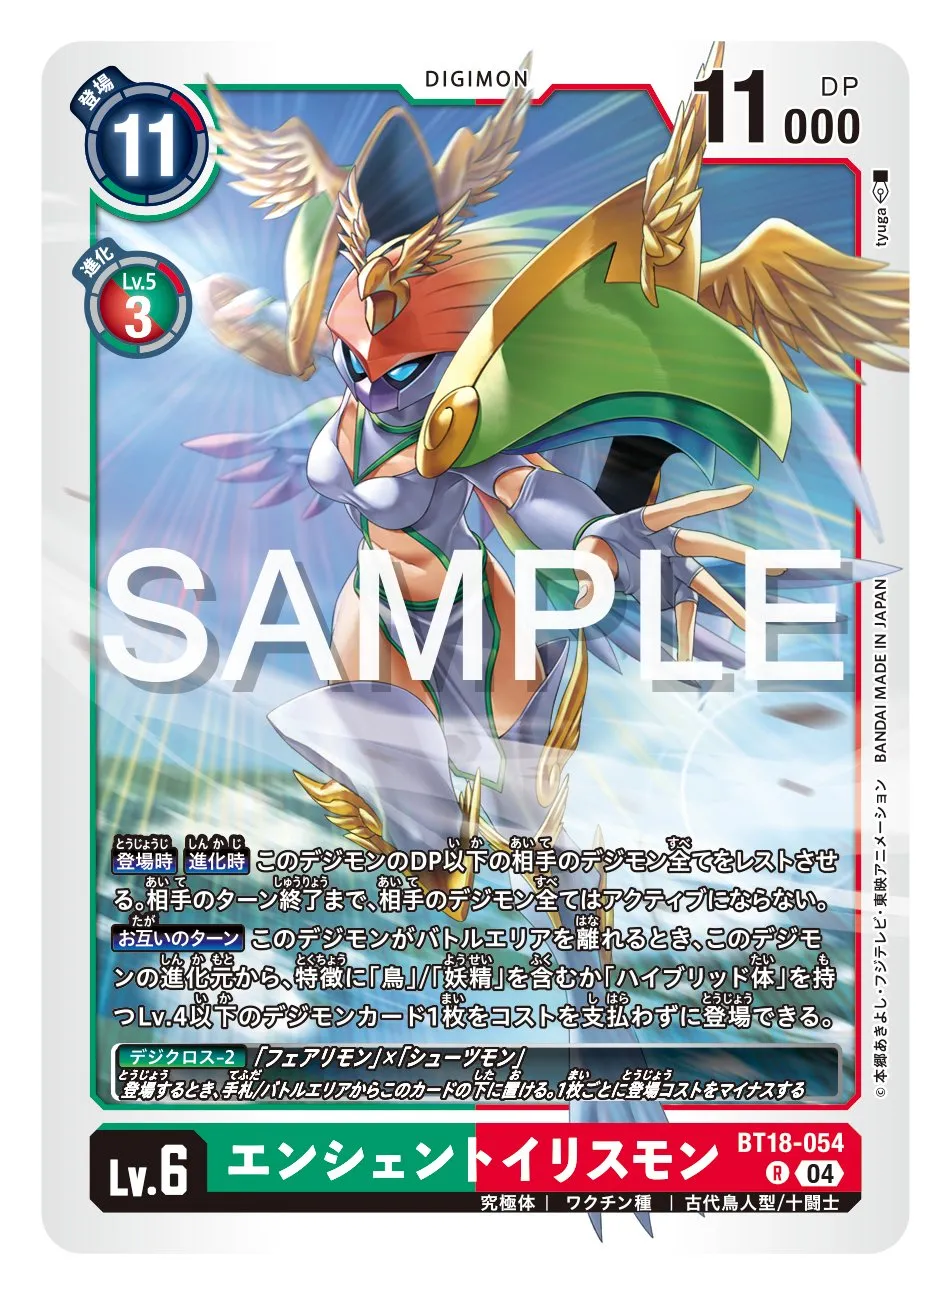 DIGIMON
登場
11
11000
DP
進化
Lv.5
3
tyuga
SAMPLE
BANDAI MADE IN JAPAN
©本郷あきよし・フジテレビ・東映アニメーション
登場時 進化時 このデジモンのDP以下の相手のデジモン全てをレストさせ
る。相手のターン終了まで、相手のデジモン全てはアクティブにならない。
お互いのターン このデジモンがバトルエリアを離れるとき、このデジモ
ンの進化元から、特徴に「鳥」/「妖精」を含むか「ハイブリッド体」を持
つLv.4以下のデジモンカード1枚をコストを支払わずに登場できる。
デジクロス-2 「フェアリモン」×「シューツモン」
登場するとき、手札/バトルエリアからこのカードの下に置ける。1枚ごとに登場コストをマイナスする
Lv.6
エンシェントイリスモン
BT18-054
R 04
究極体 | ワクチン種 | 古代鳥人型/十闘士